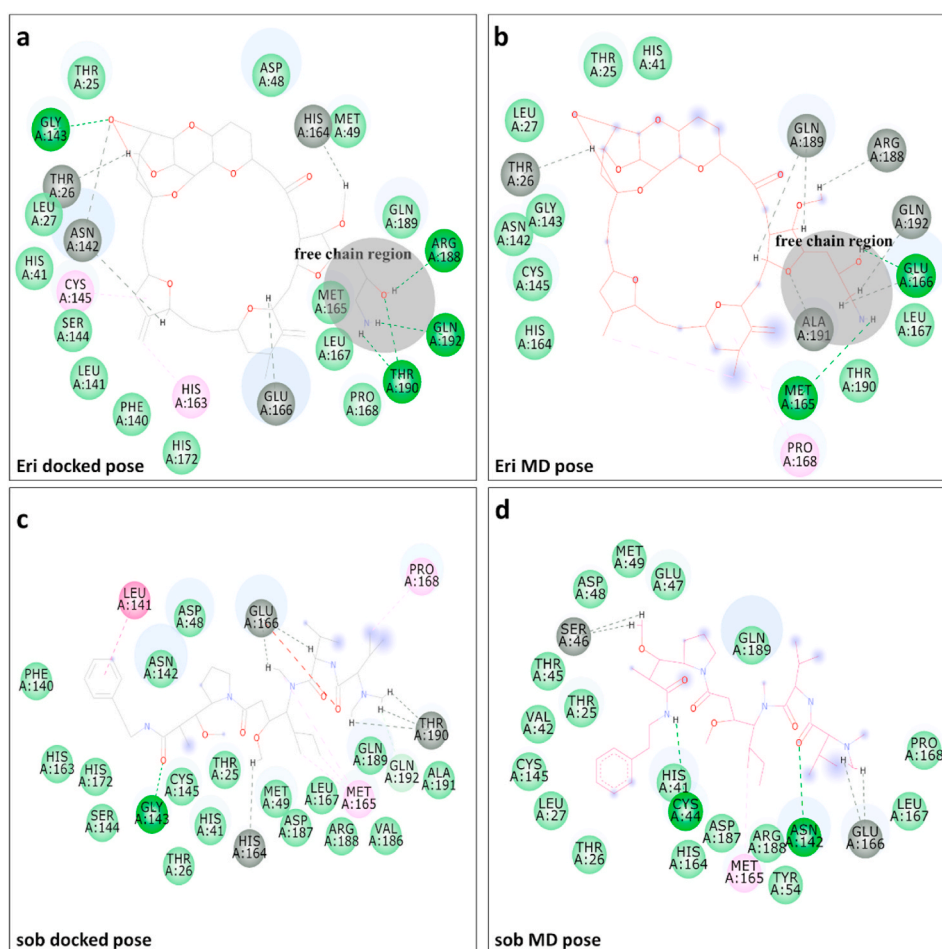 a
THR
A:25
ASP
A:48
GLY
A:143
HIS
A:164
MET
A:49
THR
A:26
LEU
A:27
ASN
A:142
GLN
A:189
free chain region
ARG
A:188
HIS
A:41
CYS
A:145
MET
A:165
SER
A:144
LEU
A:167
GLN
A:192
LEU
A:141
HIS
A:163
GLU
A:166
PRO
A:168
THR
A:190
PHE
A:140
HIS
A:172
Eri docked pose
b
THR
A:25
HIS
A:41
LEU
A:27
GLN
A:189
ARG
A:188
THR
A:26
GLN
A:192
ASN
A:142
GLY
A:143
free chain region
CYS
A:145
GLU
A:166
HIS
A:164
ALA
A:191
LEU
A:167
THR
A:190
MET
A:165
PRO
A:168
Eri MD pose
c
PRO
A:168
LEU
A:141
ASP
A:48
GLU
A:166
ASN
A:142
PHE
A:140
THR
A:190
HIS
A:163
HIS
A:172
CYS
A:145
THR
A:25
GLN
A:189
GLN
A:192
ALA
A:191
SER
A:144
GLY
A:143
HIS
A:41
MET
A:49
LEU
A:167
MET
A:165
ASP
A:187
ARG
A:188
VAL
A:186
THR
A:26
HIS
A:164
sob docked pose
d
MET
A:49
GLU
A:47
ASP
A:48
SER
A:46
GLN
A:189
THR
A:45
THR
A:25
VAL
A:42
PRO
A:168
CYS
A:145
HIS
A:41
LEU
A:27
CYS
A:44
ASP
A:187
ARG
A:188
ASN
A:142
LEU
A:167
THR
A:26
HIS
A:164
MET
A:165
GLU
A:166
TYR
A:54
sob MD pose